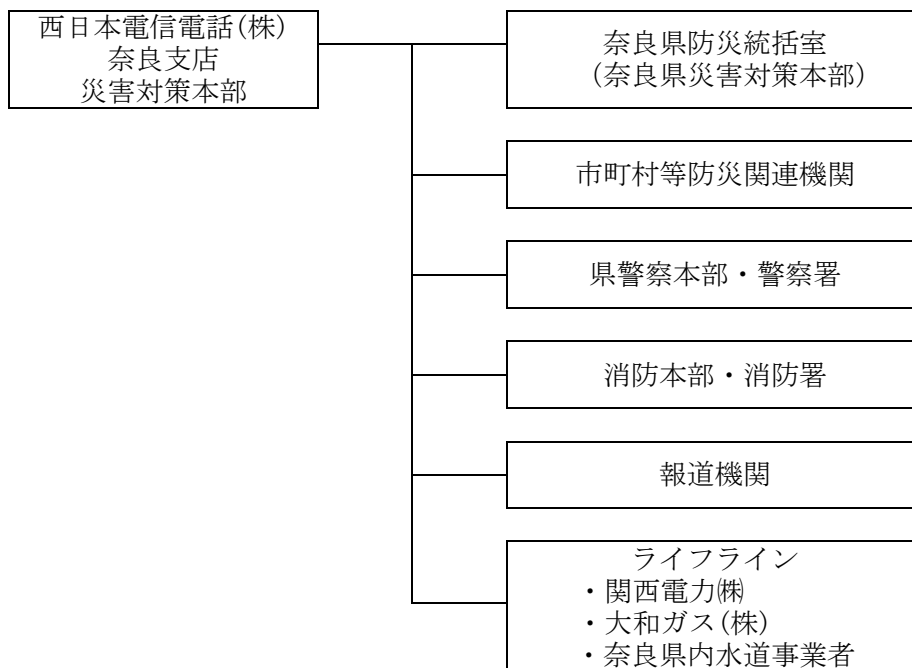 西日本電信電話(株)
奈良支店
災害対策本部
奈良県防災統括室
(奈良県災害対策本部)
市町村等防災関連機関
県警察本部・警察署
消防本部・消防署
報道機関
ライフライン
・関西電力㈱
・大和ガス(株)
・奈良県内水道事業者